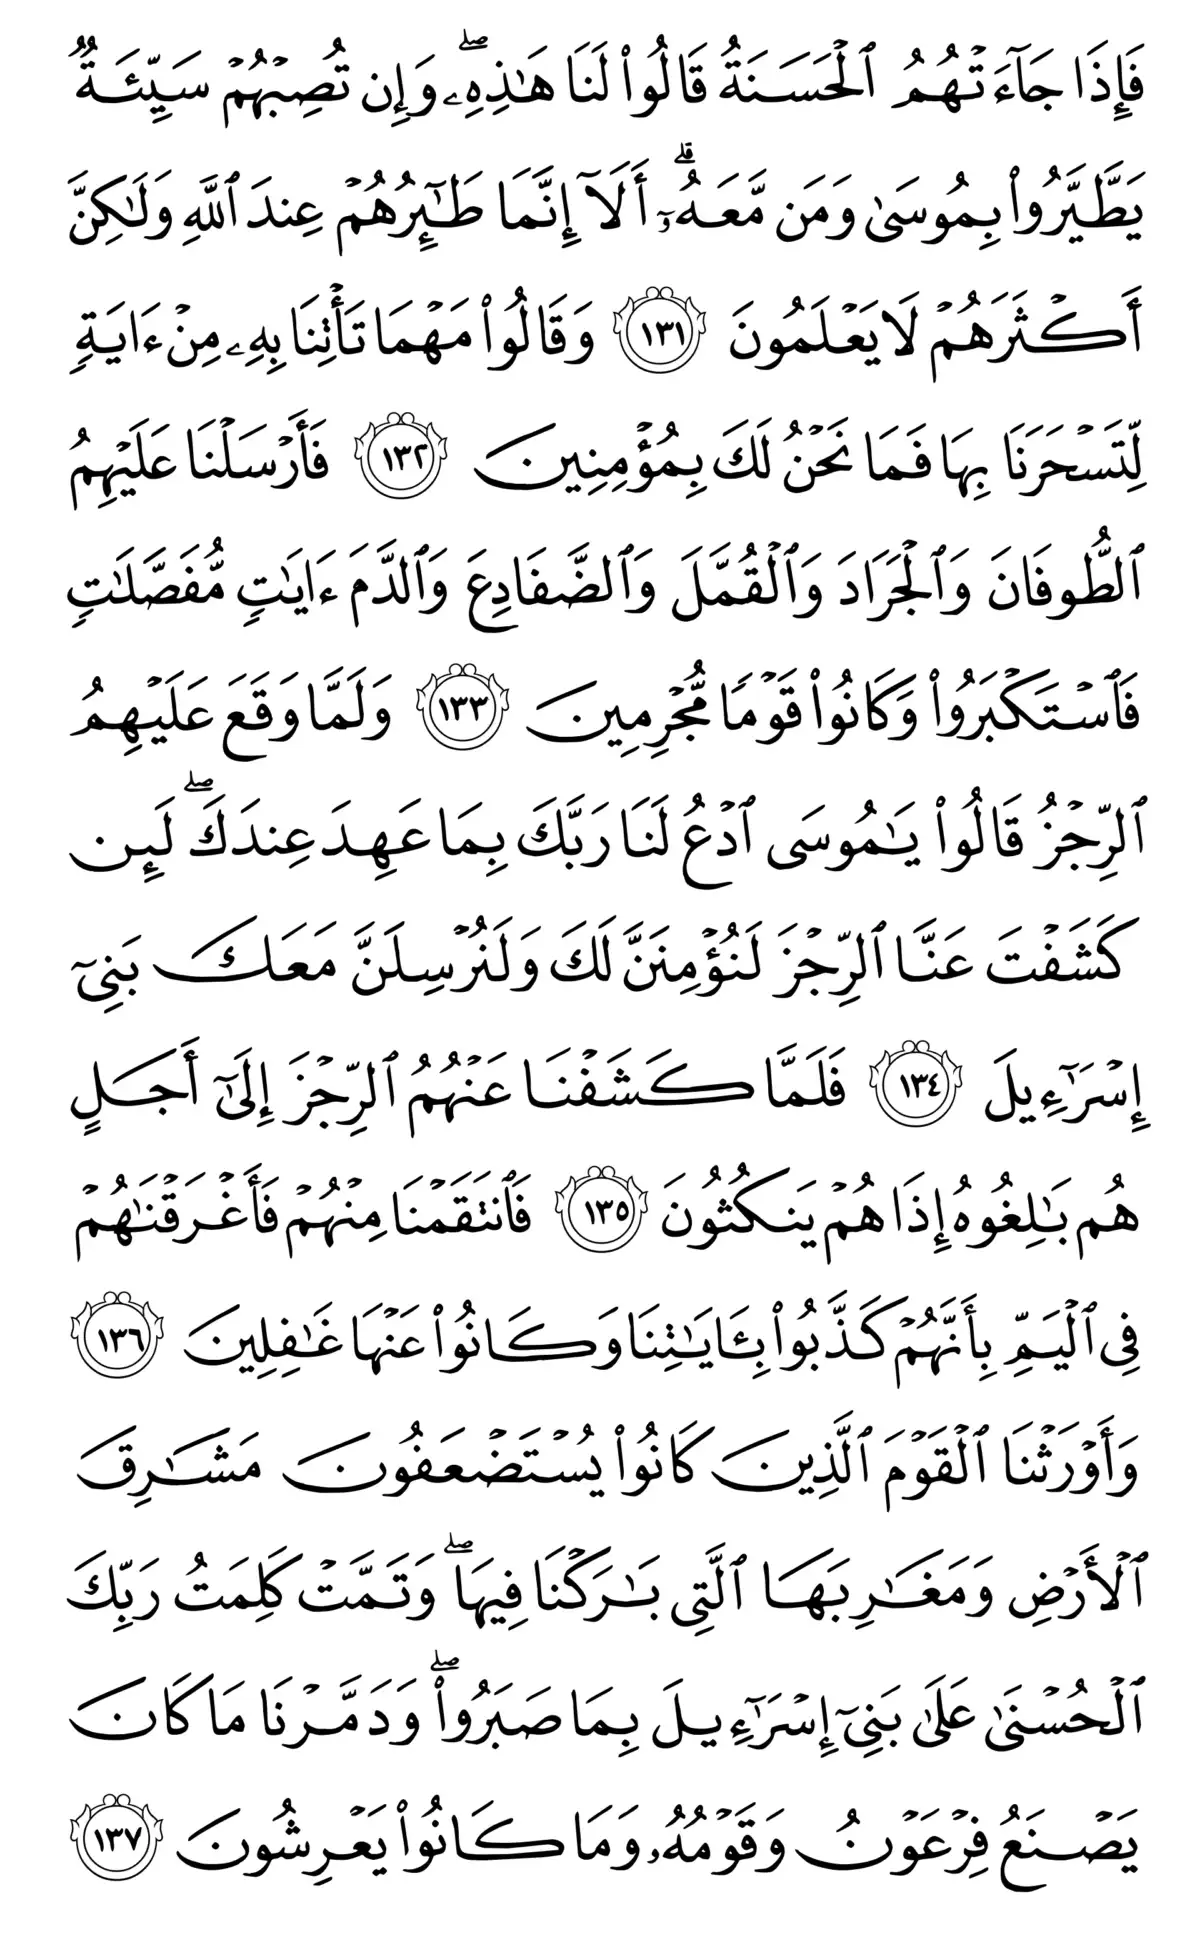 فَإِذَا جَآءَتْهُمُ ٱلْحَسَنَةُ قَالُوا۟ لَنَا هَـٰذِهِۦ ۖ وَإِن تُصِبْهُمْ سَيِّئَةٌ
يَطَّيَّرُوا۟ بِمُوسَىٰ وَمَن مَّعَهُۥٓ ۗ أَلَآ إِنَّمَا طَـٰٓئِرُهُمْ عِندَ ٱللَّهِ وَلَـٰكِنَّ
أَكْثَرَهُمْ لَا يَعْلَمُونَ ١٣١ وَقَالُوا۟ مَهْمَا تَأْتِنَا بِهِۦ مِنْ ءَايَةٍ
لِّتَسْحَرَنَا بِهَا فَمَا نَحْنُ لَكَ بِمُؤْمِنِينَ ١٣٢ فَأَرْسَلْنَا عَلَيْهِمُ
ٱلطُّوفَانَ وَٱلْجَرَادَ وَٱلْقُمَّلَ وَٱلضَّفَادِعَ وَٱلدَّمَ ءَايَـٰتٍ مُّفَصَّلَـٰتٍ
فَٱسْتَكْبَرُوا۟ وَكَانُوا۟ قَوْمًا مُّجْرِمِينَ ١٣٣ وَلَمَّا وَقَعَ عَلَيْهِمُ
ٱلرِّجْزُ قَالُوا۟ يَـٰمُوسَى ٱدْعُ لَنَا رَبَّكَ بِمَا عَهِدَ عِندَكَ ۖ لَئِن
كَشَفْتَ عَنَّا ٱلرِّجْزَ لَنُؤْمِنَنَّ لَكَ وَلَنُرْسِلَنَّ مَعَكَ بَنِىٓ
إِسْرَٰٓءِيلَ ١٣٤ فَلَمَّا كَشَفْنَا عَنْهُمُ ٱلرِّجْزَ إِلَىٰٓ أَجَلٍ
هُم بَـٰلِغُوهُ إِذَا هُمْ يَنكُثُونَ ١٣٥ فَٱنتَقَمْنَا مِنْهُمْ فَأَغْرَقْنَـٰهُمْ
فِى ٱلْيَمِّ بِأَنَّهُمْ كَذَّبُوا۟ بِـَٔايَـٰتِنَا وَكَانُوا۟ عَنْهَا غَـٰفِلِينَ ١٣٦
وَأَوْرَثْنَا ٱلْقَوْمَ ٱلَّذِينَ كَانُوا۟ يُسْتَضْعَفُونَ مَشَـٰرِقَ
ٱلْأَرْضِ وَمَغَـٰرِبَهَا ٱلَّتِى بَـٰرَكْنَا فِيهَا ۖ وَتَمَّتْ كَلِمَتُ رَبِّكَ
ٱلْحُسْنَىٰ عَلَىٰ بَنِىٓ إِسْرَٰٓءِيلَ بِمَا صَبَرُوا۟ ۖ وَدَمَّرْنَا مَا كَانَ
يَصْنَعُ فِرْعَوْنُ وَقَوْمُهُۥ وَمَا كَانُوا۟ يَعْرِشُونَ ١٣٧